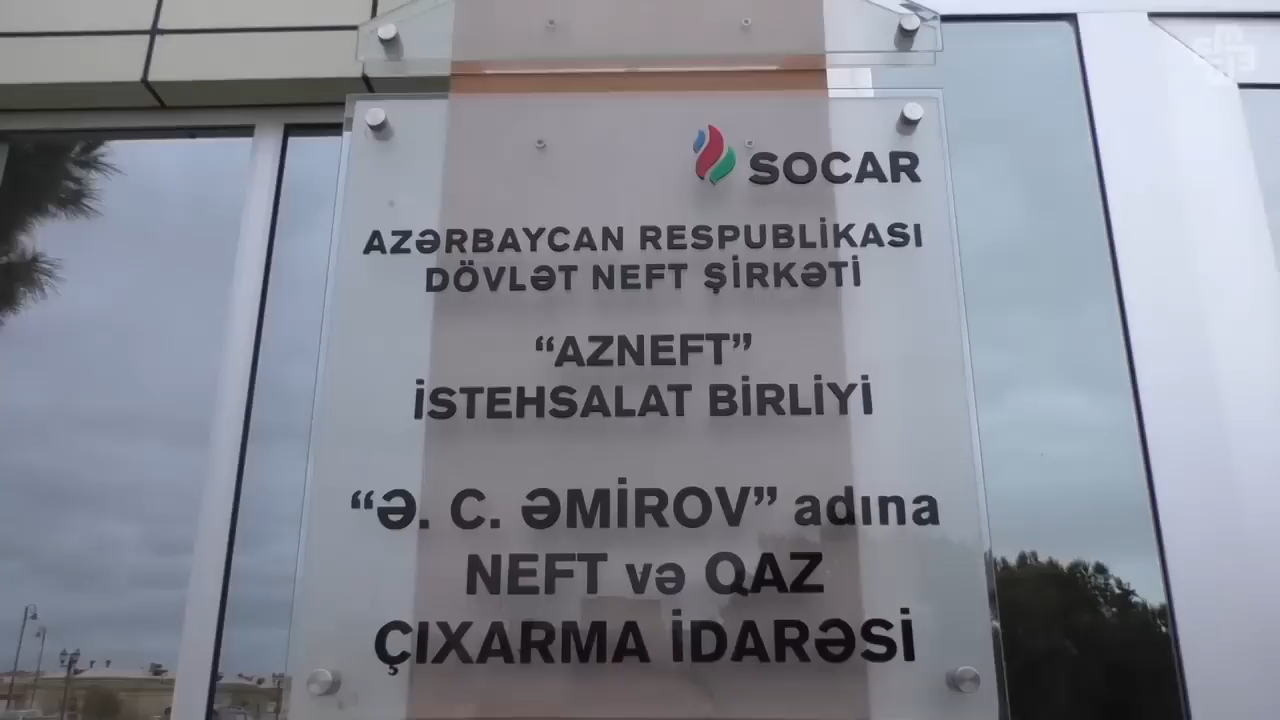 SOCAR
AZƏRBAYCAN RESPUBLİKASI
DÖVLƏT NEFT ŞİRKƏTİ
“AZNEFT”
İSTEHSALAT BİRLİYİ
“Ə. C. ƏMİROV” adına
NEFT və QAZ
ÇIXARMA İDARƏSİ